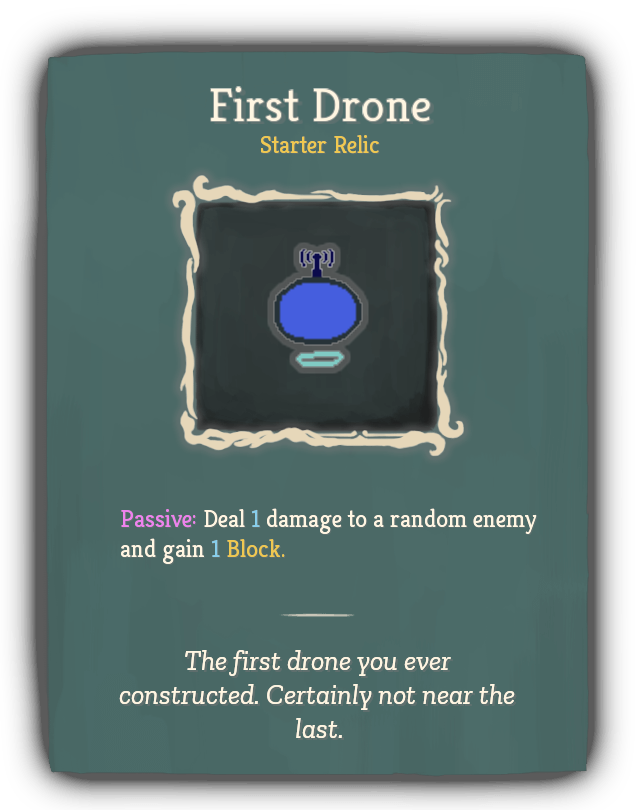 First Drone
Starter Relic
Passive: Deal 1 damage to a random enemy
and gain 1 Block.
The first drone you ever
constructed. Certainly not near the
last.